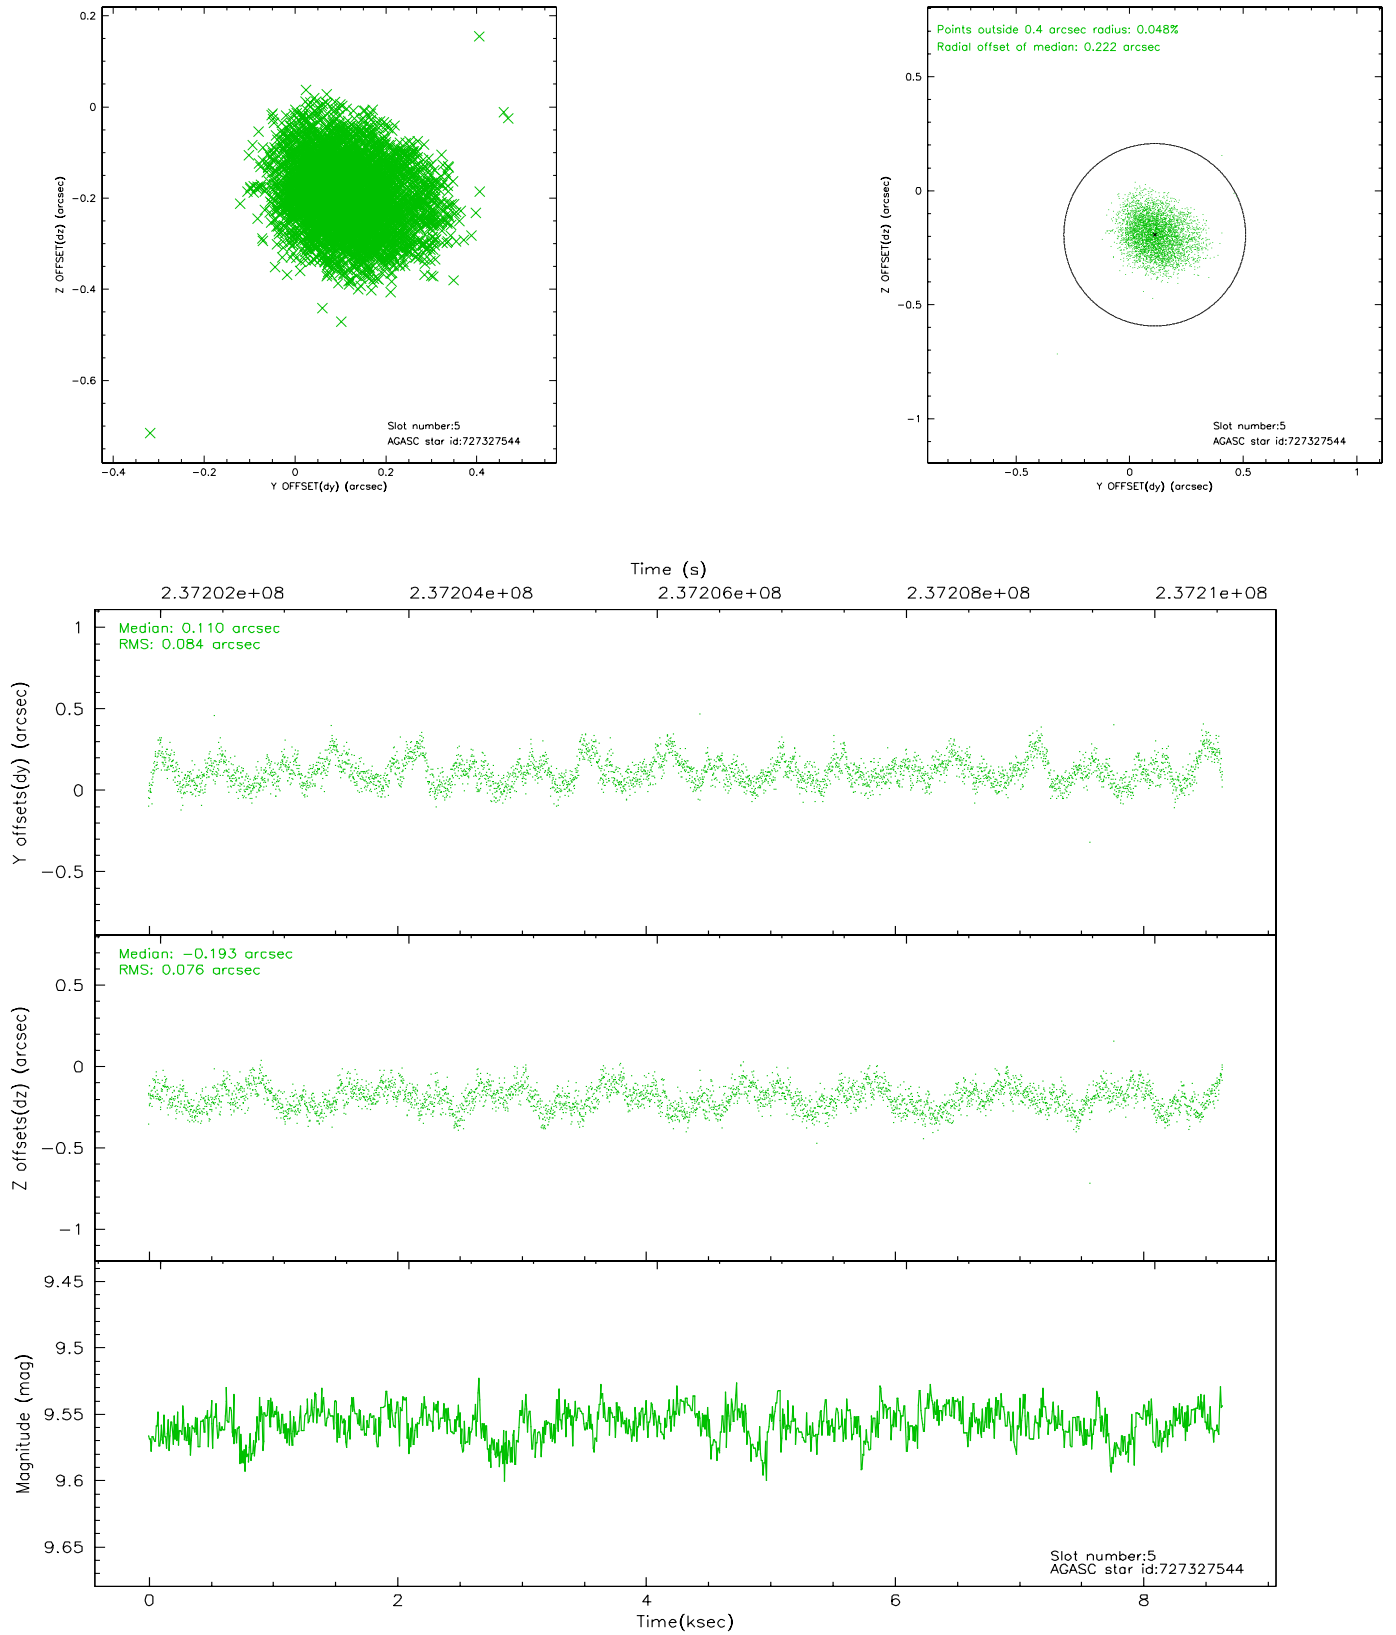 0.2
0
−0.2
−0.4
−0.6
Z OFFSET(dz) (arcsec)
−0.4
−0.2
0
0.2
0.4
Y OFFSET(dy) (arcsec)
Slot number:5
AGASC star id:727327544
Points outside 0.4 arcsec radius: 0.048%
Radial offset of median: 0.222 arcsec
0.5
0
−0.5
−1
Z OFFSET(dz) (arcsec)
−0.5
0
0.5
1
Y OFFSET(dy) (arcsec)
Slot number:5
AGASC star id:727327544
Time (s)
2.37202e+08
2.37204e+08
2.37206e+08
2.37208e+08
2.3721e+08
Median: 0.110 arcsec
RMS: 0.084 arcsec
1
0.5
0
−0.5
Y offsets(dy) (arcsec)
Median: −0.193 arcsec
RMS: 0.076 arcsec
0.5
0
−0.5
−1
Z offsets(dz) (arcsec)
9.45
9.5
9.55
9.6
9.65
Magnitude (mag)
Slot number:5
AGASC star id:727327544
0
2
4
6
8
Time(ksec)